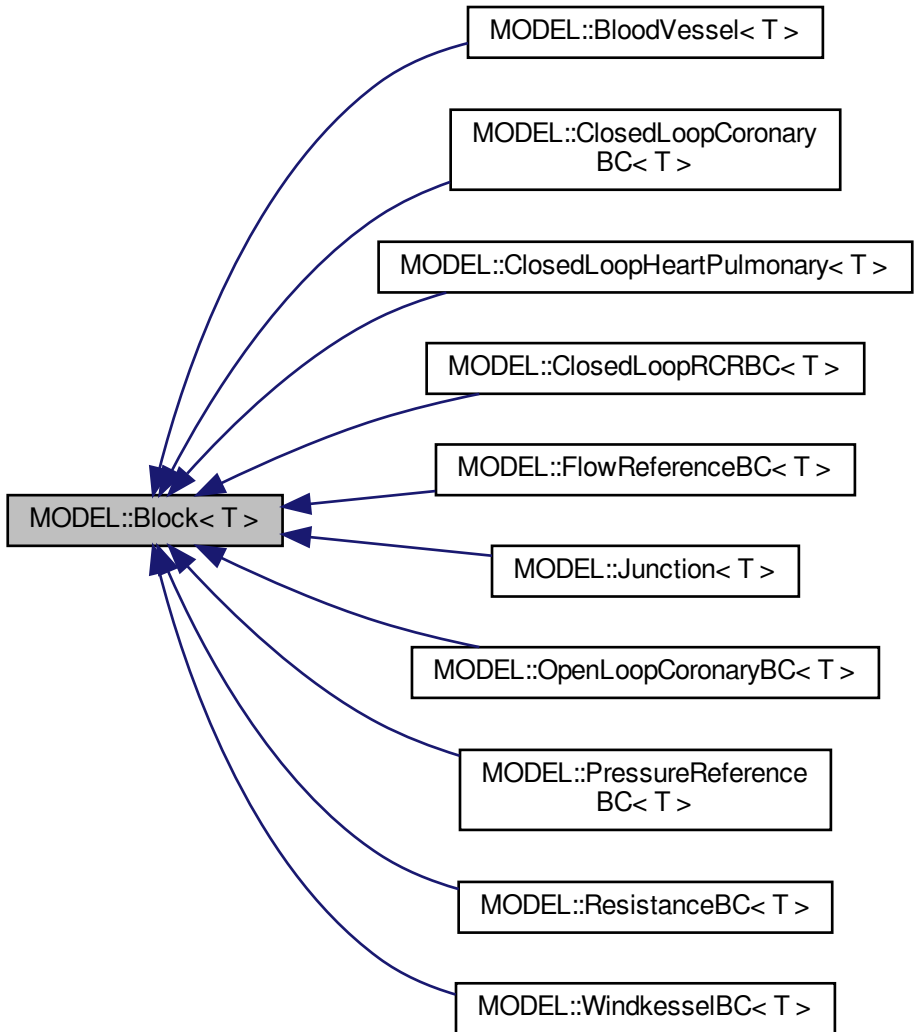 MODEL::BloodVessel< T >
MODEL::ClosedLoopCoronary
BC< T >
MODEL::ClosedLoopHeartPulmonary< T >
MODEL::ClosedLoopRCRBC< T >
MODEL::FlowReferenceBC< T >
MODEL::Block< T >
MODEL::Junction< T >
MODEL::OpenLoopCoronaryBC< T >
MODEL::PressureReference
BC< T >
MODEL::ResistanceBC< T >
MODEL::WindkesselBC< T >